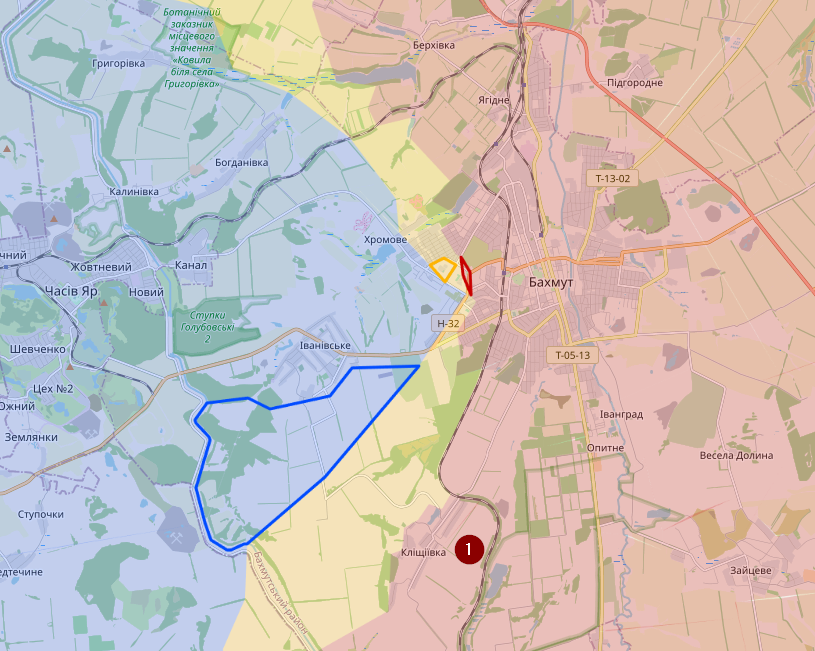 Ботанічний
заказник
місцевого
значення
«Ковила
біля села
Григорівка»
Берхівка
Григорівка
Підгородне
Ягідне
Богданівка
Т-13-02
Калинівка
Хромове
чний
Жовтневий
Канал
Бахмут
Часів Яр
Новий
Ступки
Голубовські
2
Н-32
Іванівське
Шевченко
Т-05-13
Цех №2
Южний
Іванград
Землянки
Опитне
Весела Долина
Ступочки
1
Кліщіївка
едтечине
Зайцеве
Бахмутський район